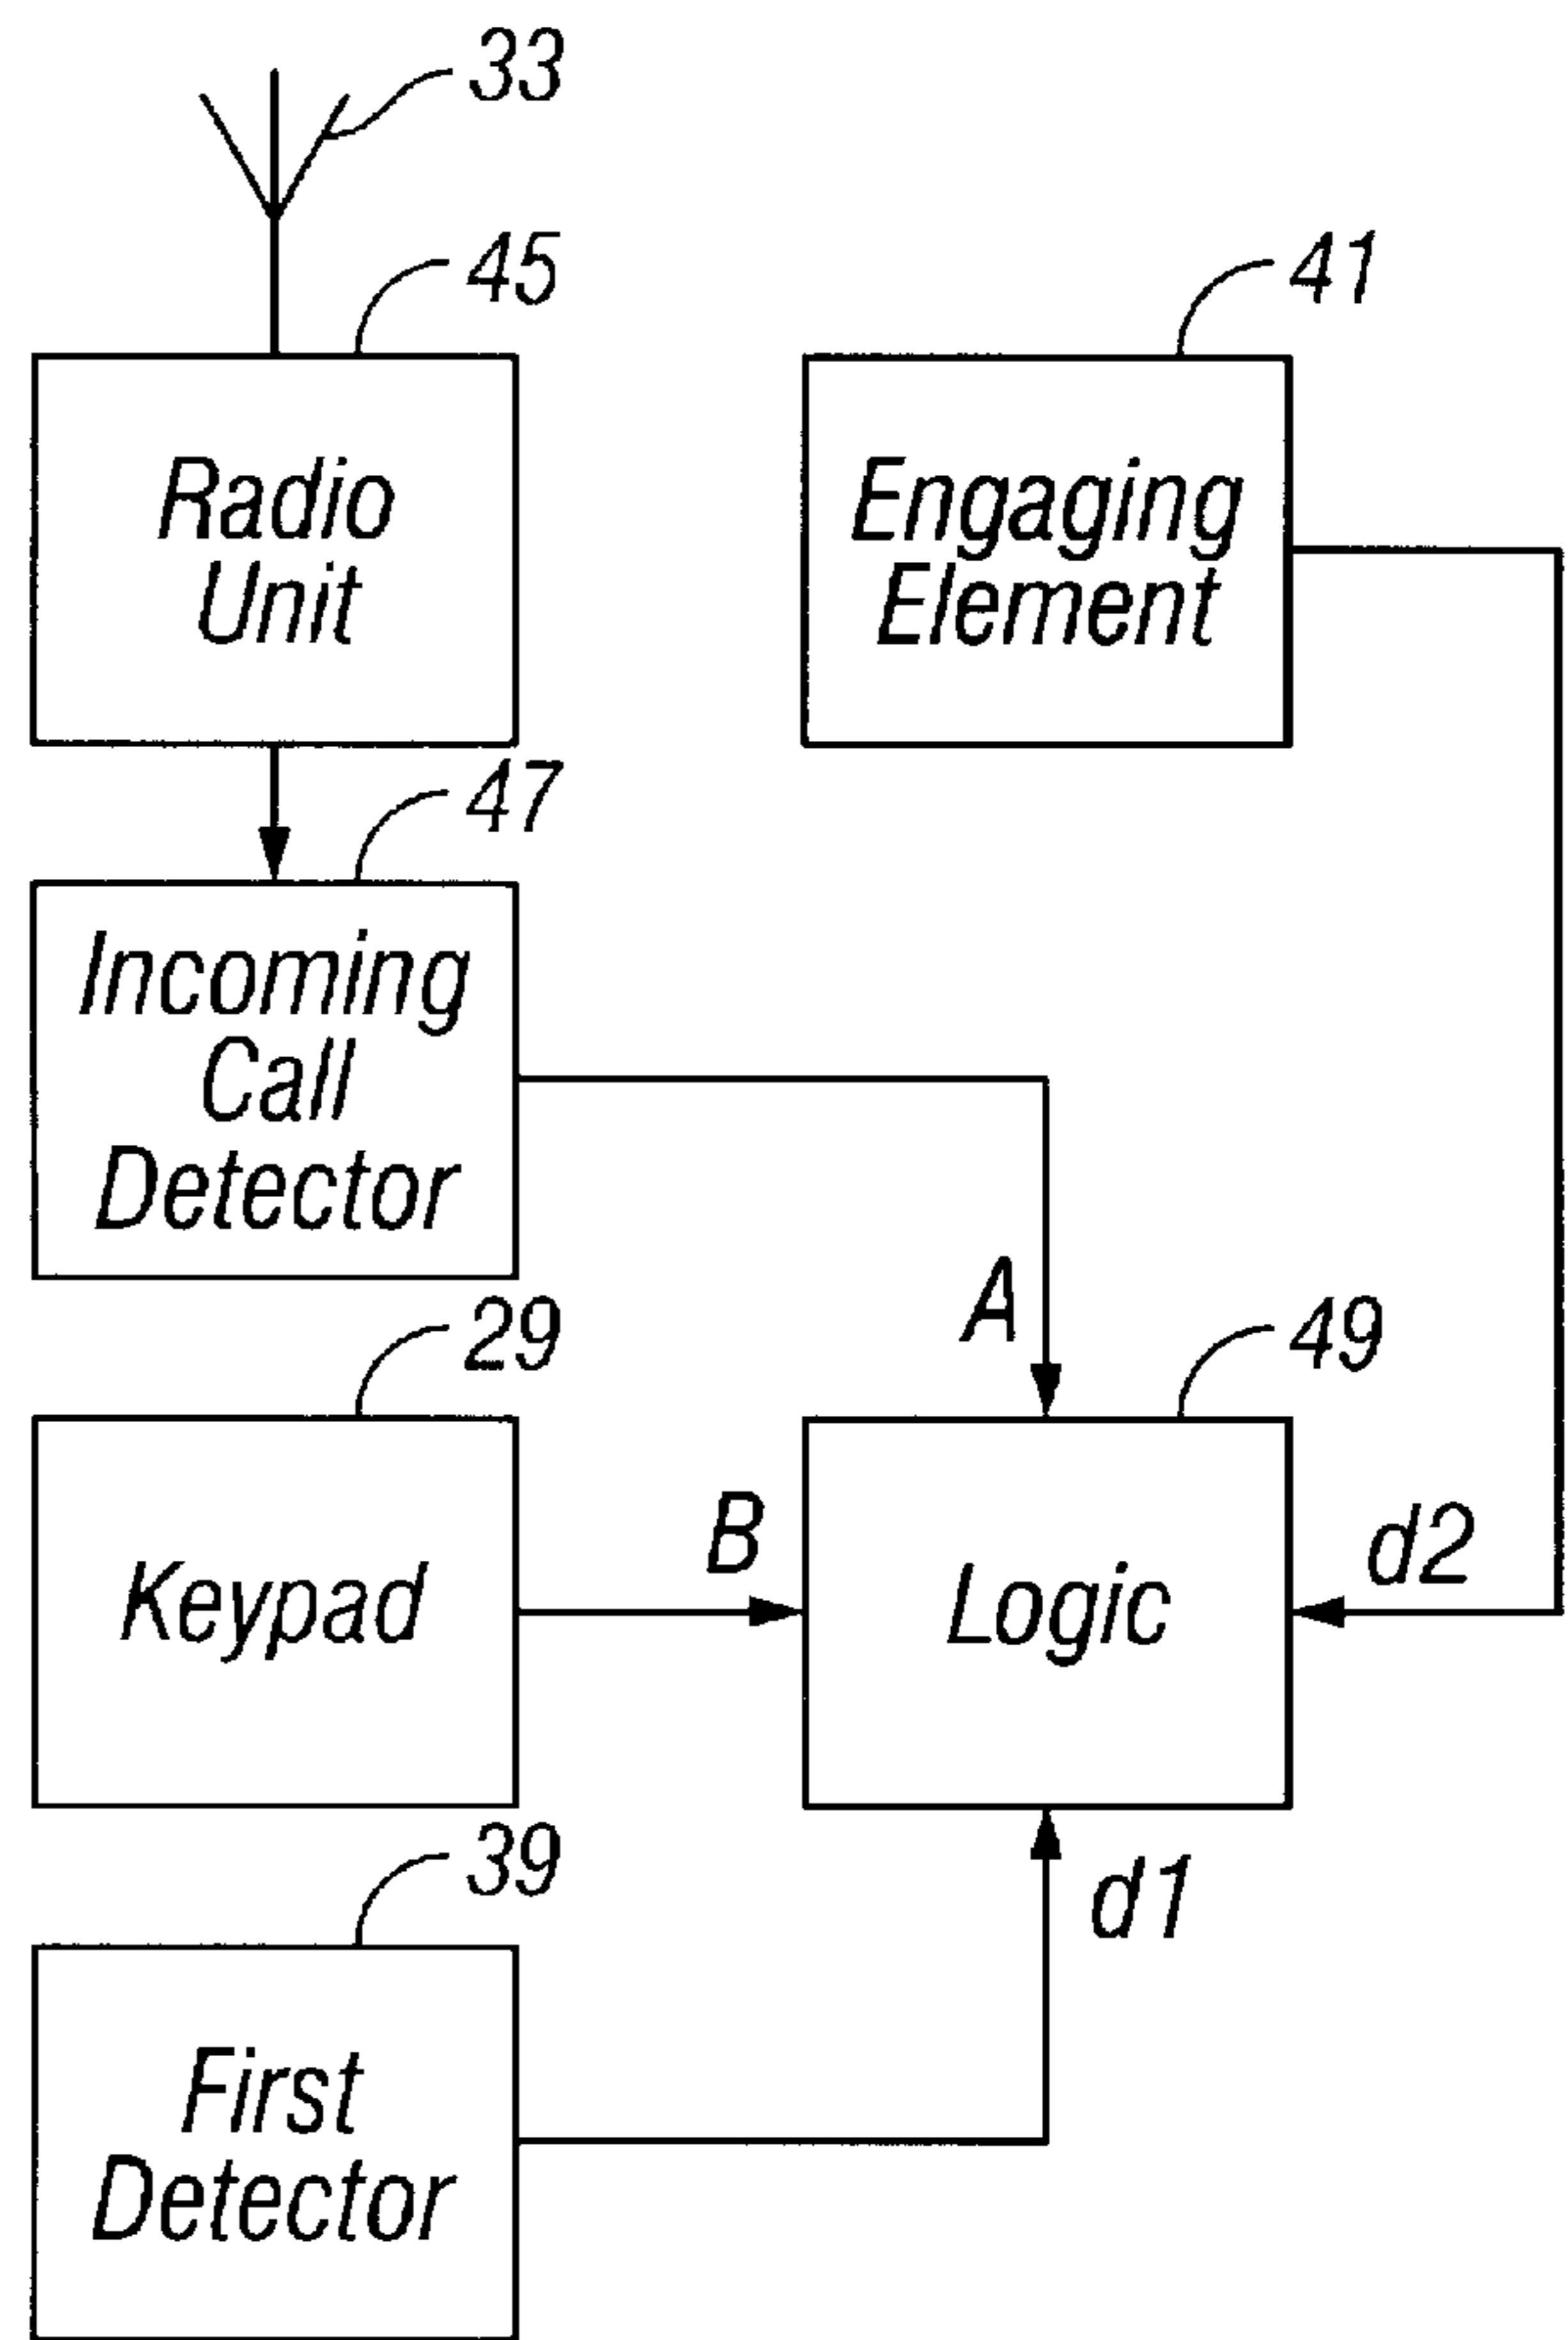 33
45
41
Radio
Unit
Engaging
Element
47
Incoming
Call
Detector
A
29
49
Keypad
B
Logic
d2
39
d1
First
Detector